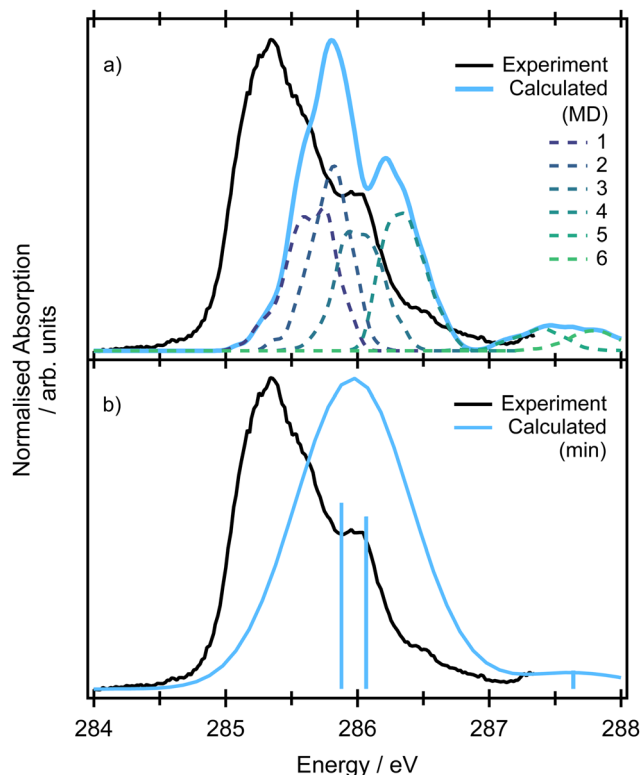 a)
Experiment
Calculated
(MD)
1
2
3
4
5
6
Normalised Absorption
/ arb. units
b)
Experiment
Calculated
(min)
284 285 286 287 288
Energy / eV